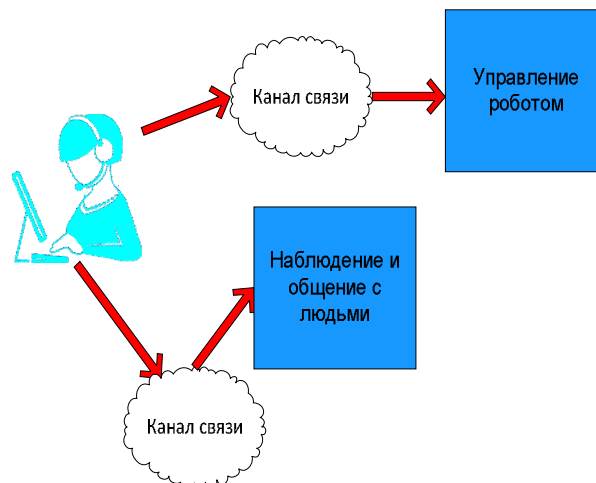 Канал связи
Управление
роботом
Наблюдение и
общение с
людьми
Канал связи